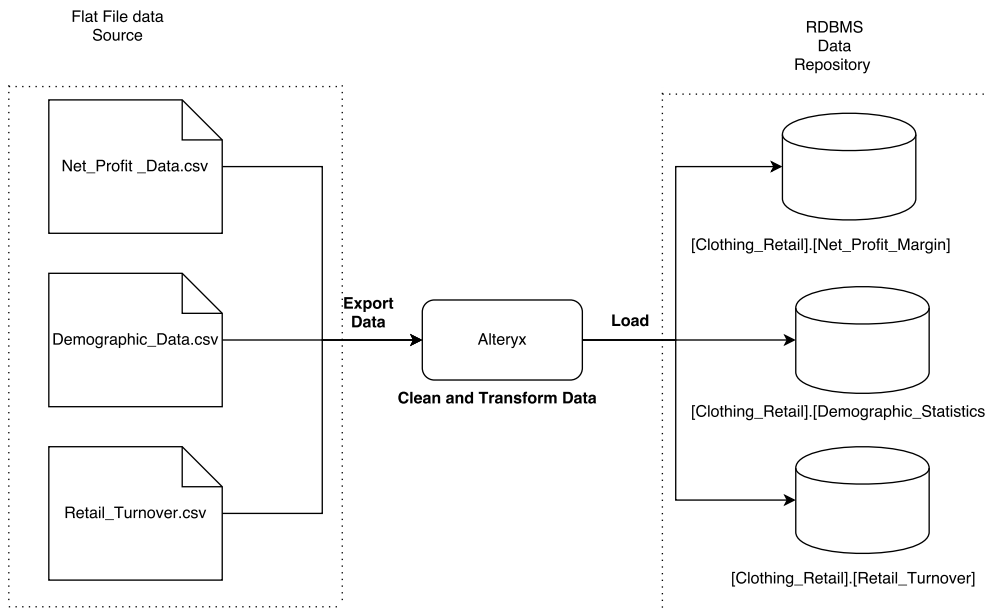 Flat File data
Source
RDBMS
Data
Repository
Net_Profit _Data.csv
[Clothing_Retail].[Net_Profit_Margin]
Export
Data
Load
Demographic_Data.csv
Alteryx
Clean and Transform Data
[Clothing_Retail].[Demographic_Statistics
Retail_Turnover.csv
[Clothing_Retail].[Retail_Turnover]